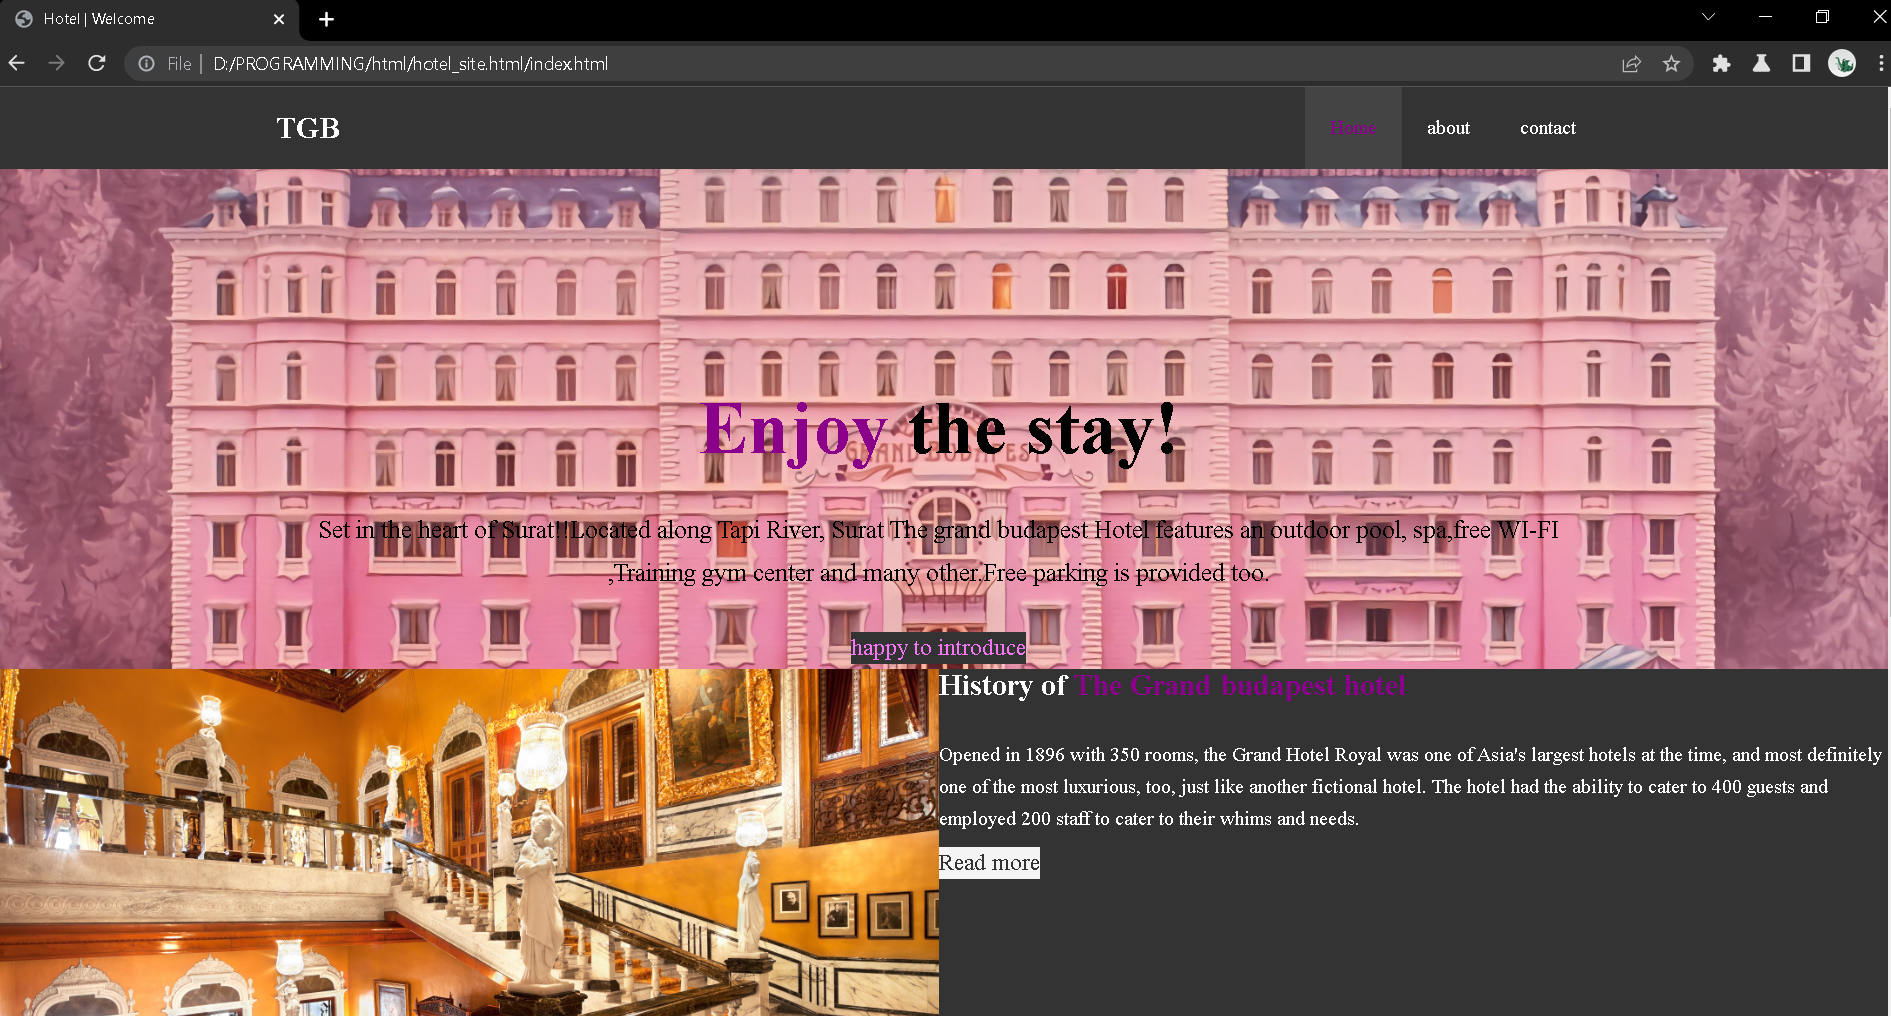 Hotel | Welcome
File | D:/PROGRAMMING/html/hotel_site.html/index.html
TGB
Home about contact
Enjoy the stay!
GRAND BUDAPEST
Set in the heart of Surat!!Located along Tapi River, Surat The grand budapest Hotel features an outdoor pool, spa,free WI-FI
,Training gym center and many other.Free parking is provided too.
happy to introduce
History of The Grand budapest hotel
Opened in 1896 with 350 rooms, the Grand Hotel Royal was one of Asia's largest hotels at the time, and most definitely
one of the most luxurious, too, just like another fictional hotel. The hotel had the ability to cater to 400 guests and
employed 200 staff to cater to their whims and needs.
Read more